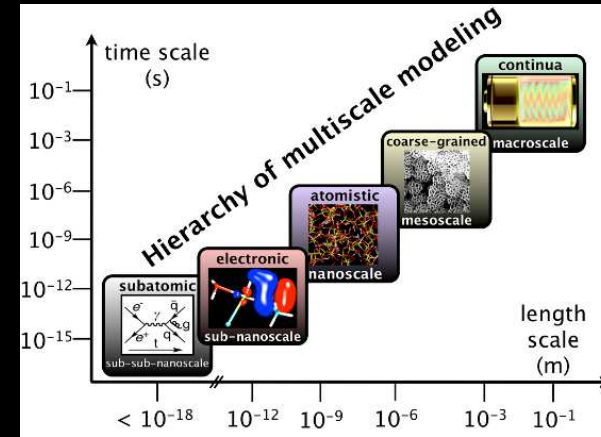 time scale
(s)
10⁻¹
10⁻³
10⁻⁶
10⁻⁹
10⁻¹²
10⁻¹⁵
Hierarchy of multiscale modeling
continua
macroscale
coarse-grained
mesoscale
atomistic
nanoscale
electronic
sub-nanoscale
subatomic
e⁻
γ
q̄
g
e⁺
q
t
sub-sub-nanoscale
length
scale
(m)
< 10⁻¹⁸
10⁻¹²
10⁻⁹
10⁻⁶
10⁻³
10⁻¹